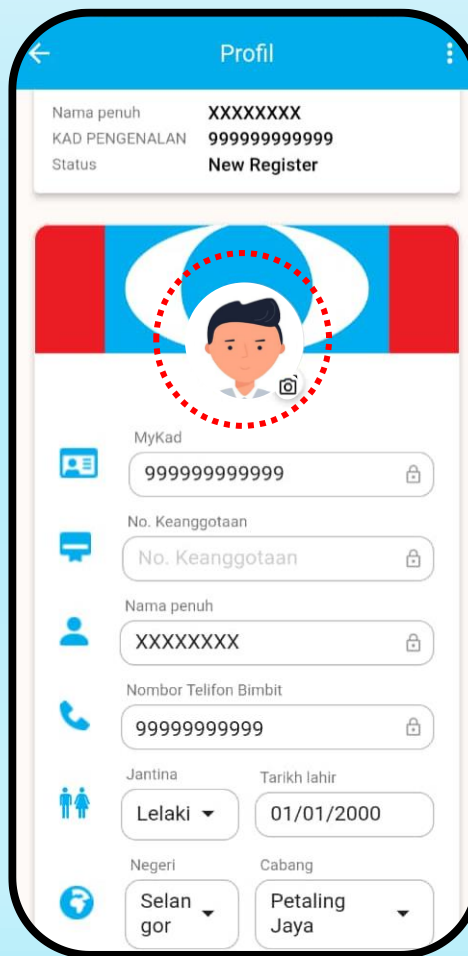 Profil
Nama penuh XXXXXXXX
KAD PENGENALAN 999999999999
Status New Register
MyKad
999999999999
No. Keanggotaan
No. Keanggotaan
Nama penuh
XXXXXXXX
Nombor Telifon Bimbit
99999999999
Jantina Tarikh lahir
Lelaki 01/01/2000
Negeri Cabang
Selan Petaling
gor Jaya